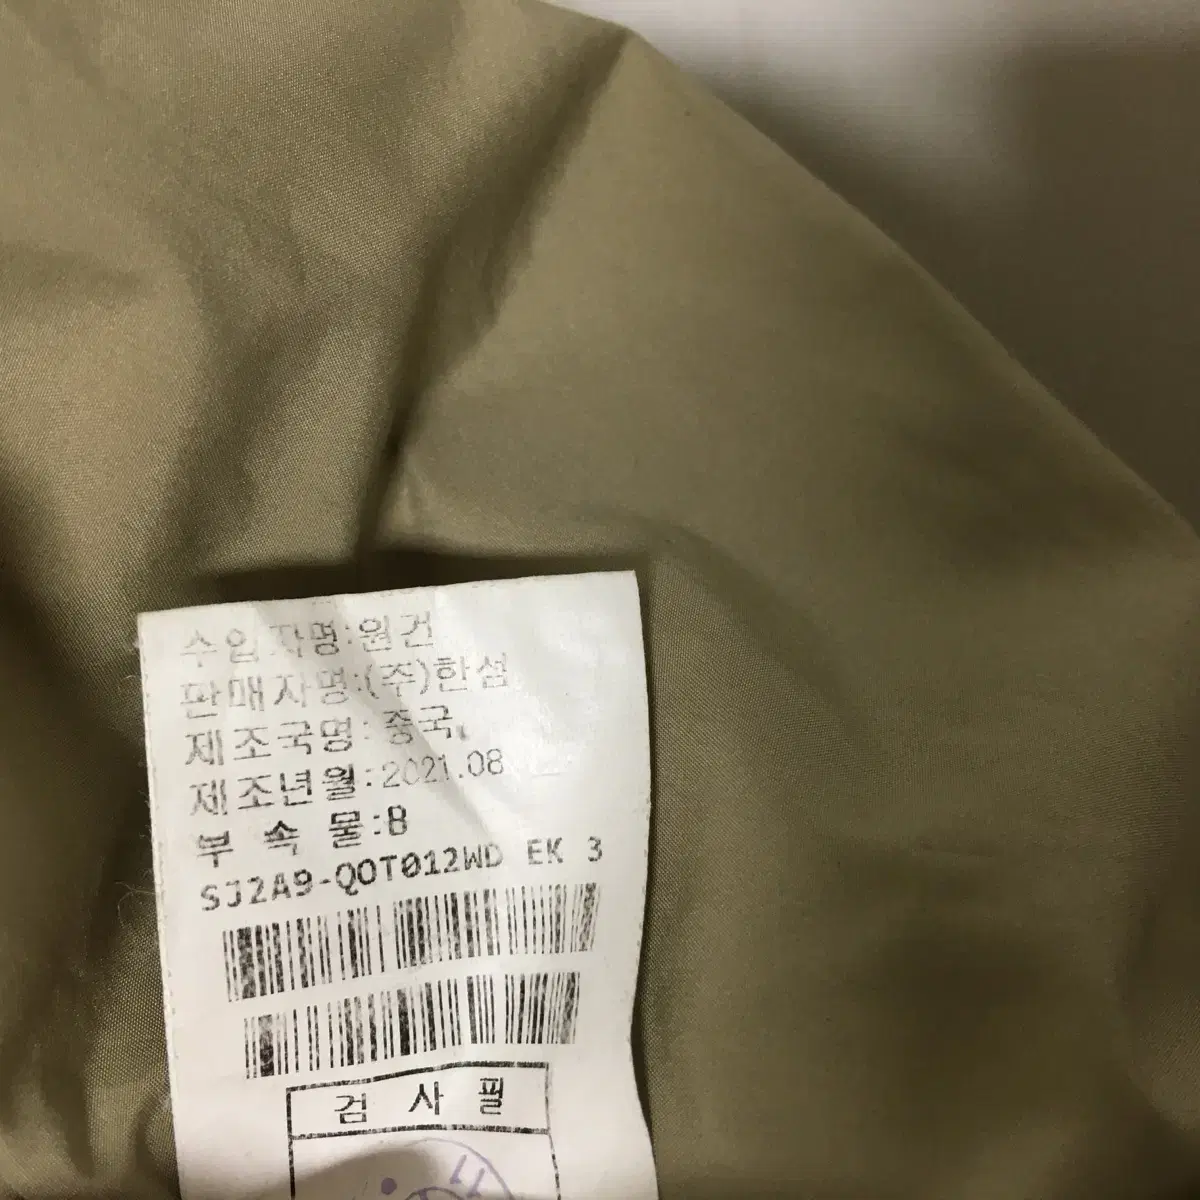 수입자명:원건
판매자명:(주)한섬
제조국명:중국
제조년월:2021.08
부 속 물:B
SJ2A9-QOT012WD EK 3
검 사 필
11